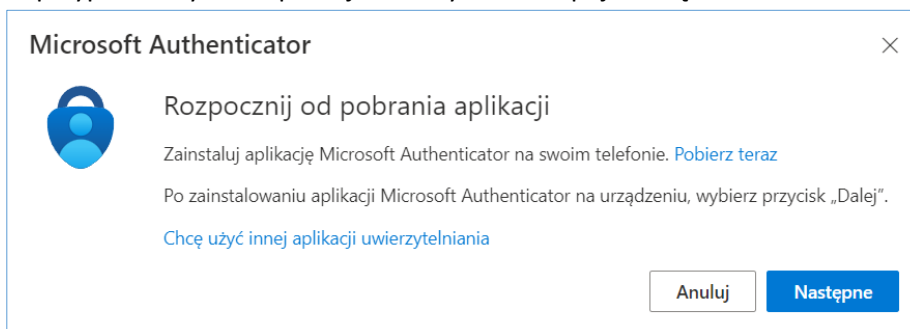 Microsoft Authenticator
Rozpocznij od pobrania aplikacji
Zainstaluj aplikację Microsoft Authenticator na swoim telefonie. Pobierz teraz
Po zainstalowaniu aplikacji Microsoft Authenticator na urządzeniu, wybierz przycisk „Dalej”.
Chcę użyć innej aplikacji uwierzytelniania
Anuluj Następne